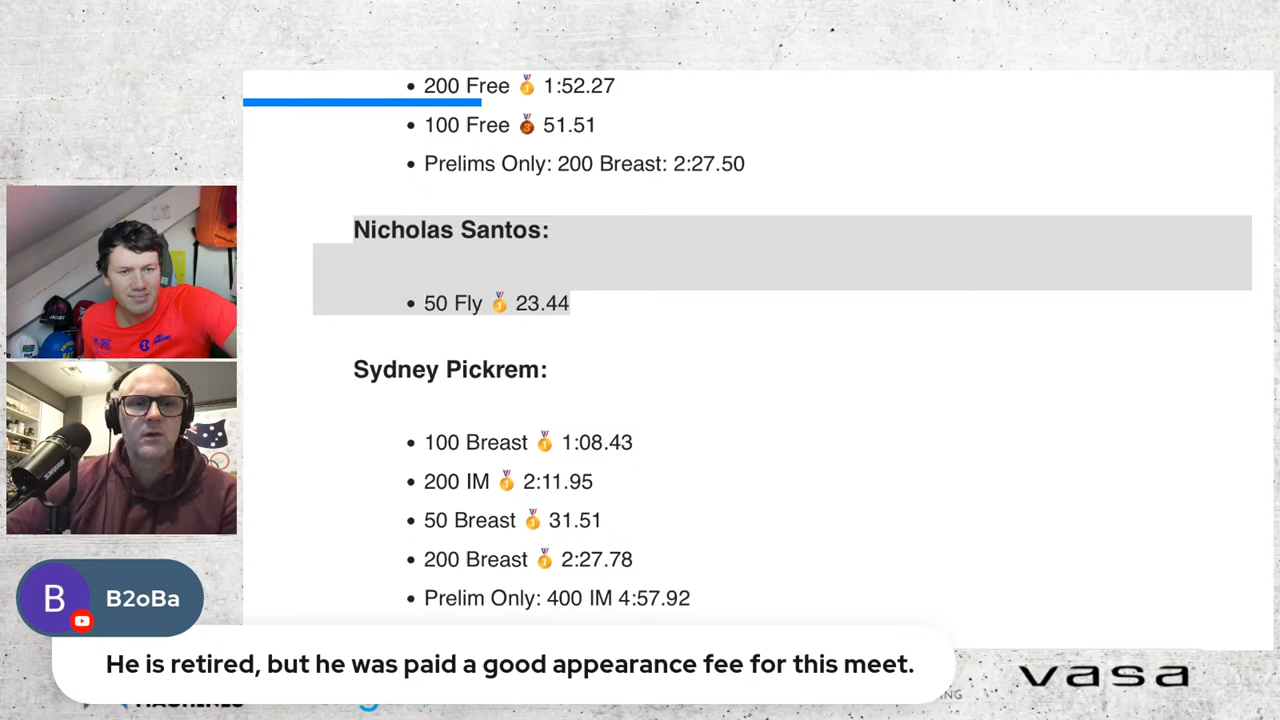 200 Free 🥇 1:52.27
100 Free 🥉 51.51
Prelims Only: 200 Breast: 2:27.50
Nicholas Santos:
50 Fly 🥇 23.44
Sydney Pickrem:
100 Breast 🥇 1:08.43
200 IM 🥇 2:11.95
50 Breast 🥇 31.51
200 Breast 🥇 2:27.78
Prelim Only: 400 IM 4:57.92
B
B2oBa
He is retired, but he was paid a good appearance fee for this meet.
vasa